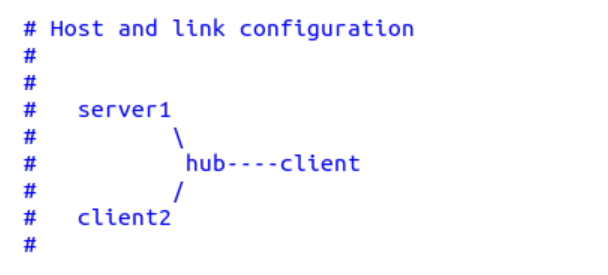 # Host and link configuration
#
#
#   server1
#          \
#           hub----client
#          /
#   client2
#